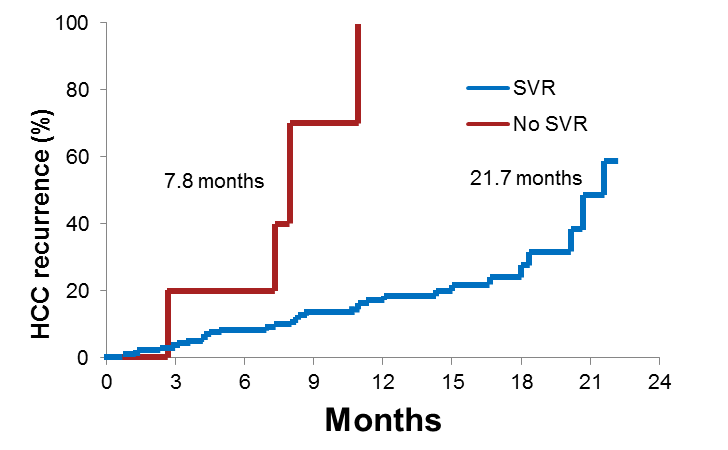 100
80
60
40
20
0
HCC recurrence (%)
SVR
No SVR
7.8 months
21.7 months
0 3 6 9 12 15 18 21 24
Months